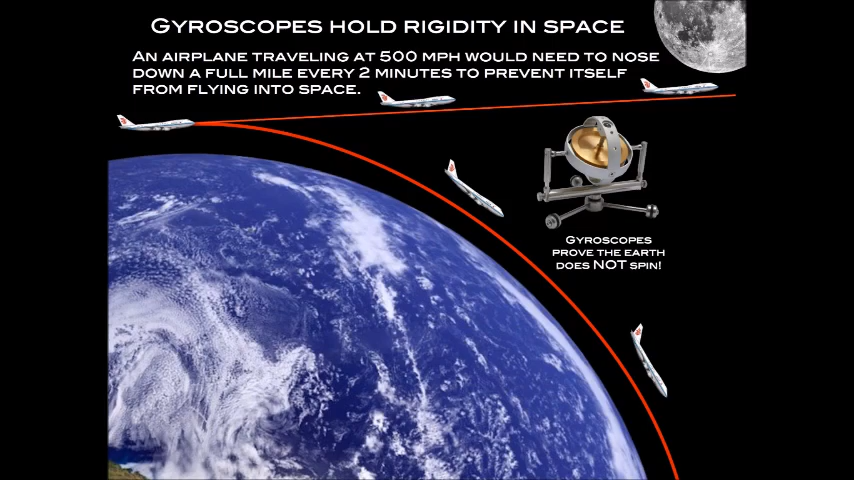 Gyroscopes hold rigidity in space
An airplane traveling at 500 mph would need to nose
down a full mile every 2 minutes to prevent itself
from flying into space.
Gyroscopes
prove the earth
does NOT spin!